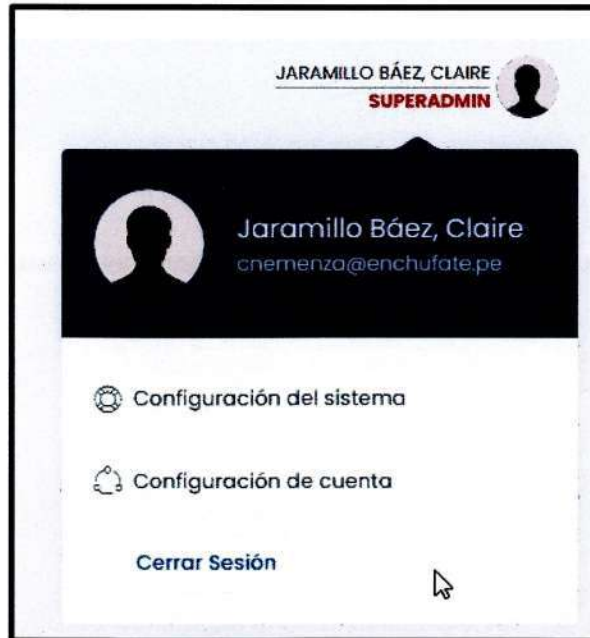 JARAMILLO BÁEZ, CLAIRE
SUPERADMIN
Jaramillo Báez, Claire
cnemenza@enchufate.pe
Configuración del sistema
Configuración de cuenta
Cerrar Sesión